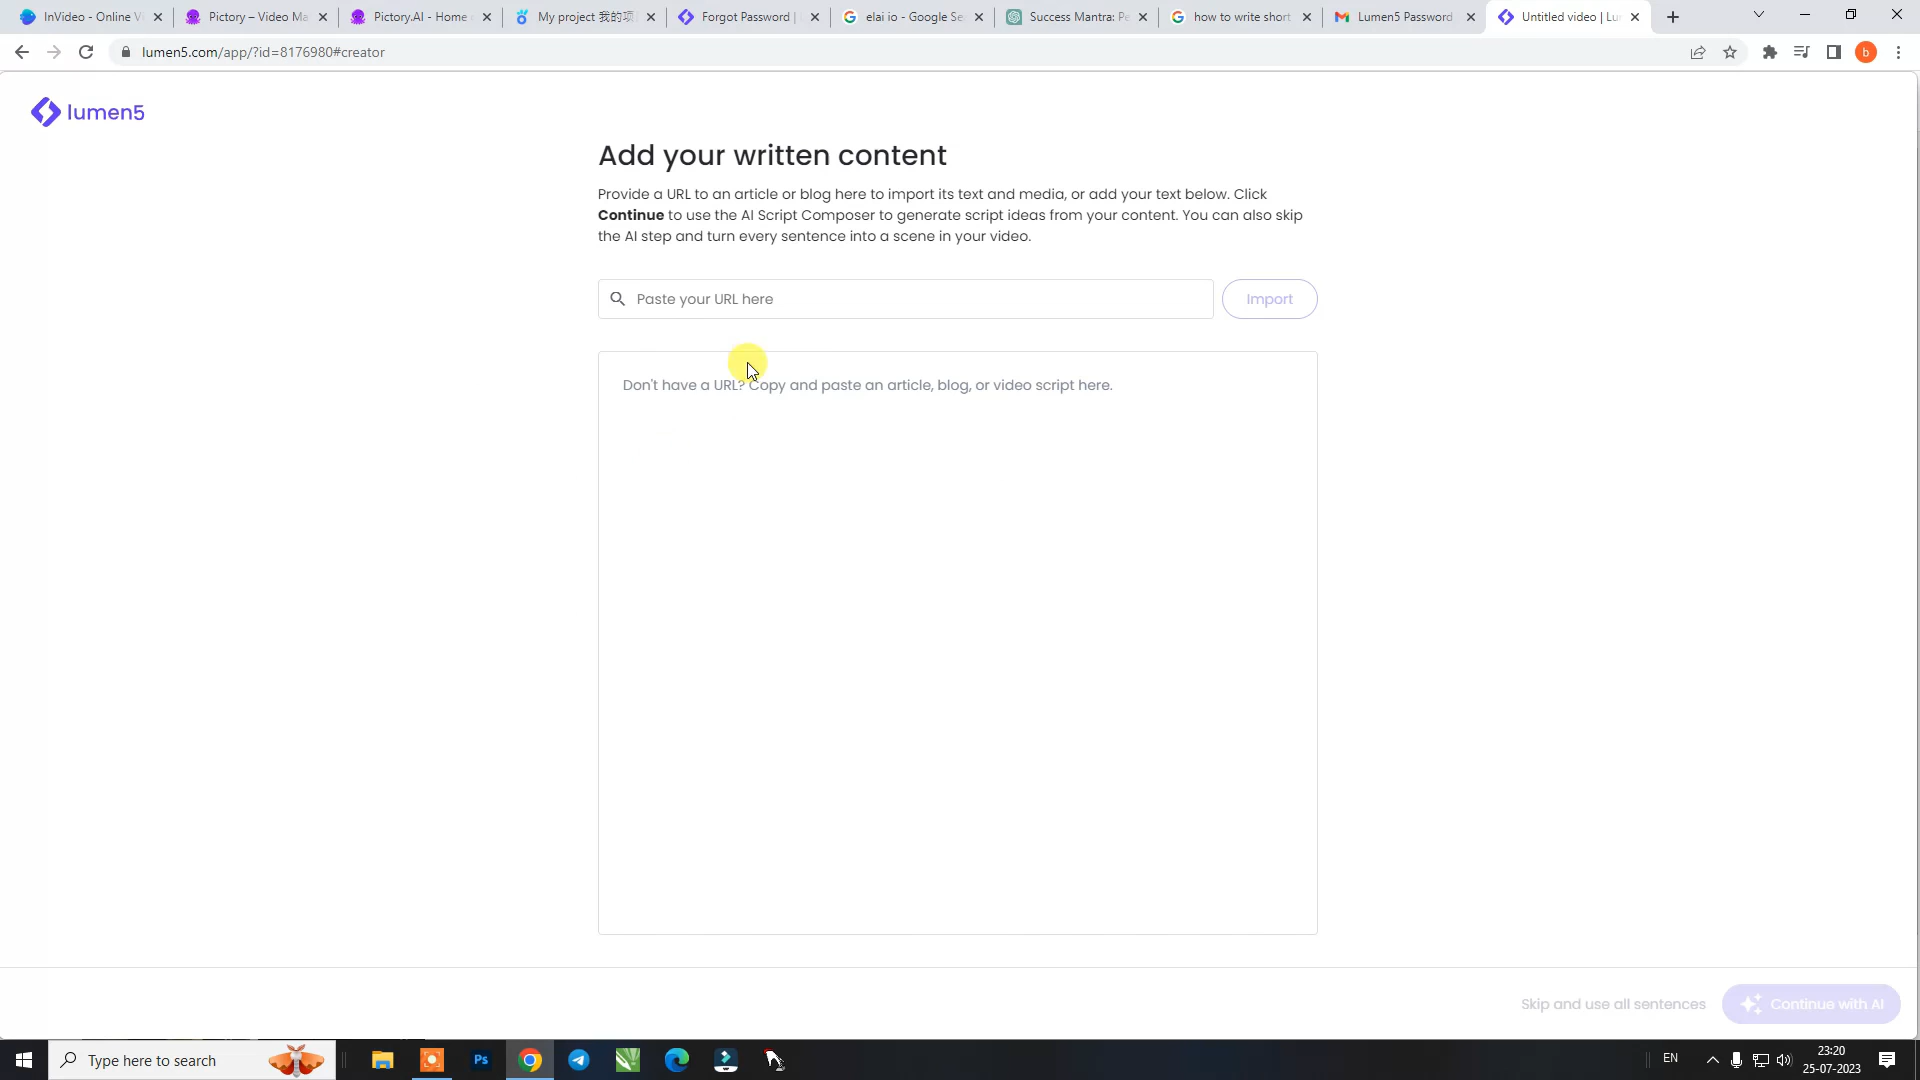 InVideo - Online V
Pictory – Video Ma
Pictory.AI - Home
My project 我的项
Forgot Password |
elai io - Google Se
Success Mantra: Pe
how to write short
Lumen5 Password
Untitled video | Lu
lumen5.com/app/?id=8176980#creator
b
lumen5
Add your written content
Provide a URL to an article or blog here to import its text and media, or add your text below. Click
Continue to use the AI Script Composer to generate script ideas from your content. You can also skip
the AI step and turn every sentence into a scene in your video.
Paste your URL here
Import
Don't have a URL? Copy and paste an article, blog, or video script here.
Skip and use all sentences
Continue with AI
Type here to search
Ps
EN
23:20
25-07-2023